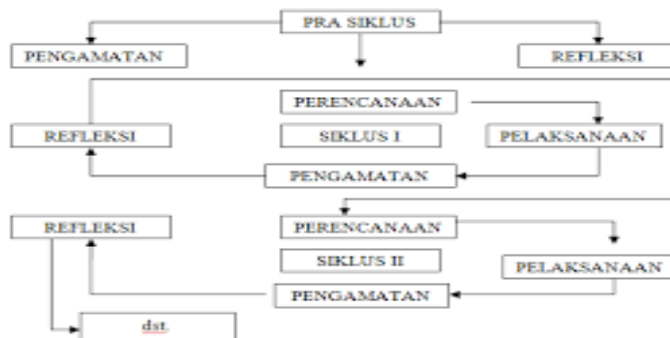 PRA SIKLUS
PENGAMATAN
REFLEKSI
PERENCANAAN
REFLEKSI
SIKLUS I
PELAKSANAAN
PENGAMATAN
REFLEKSI
PERENCANAAN
SIKLUS II
PELAKSANAAN
PENGAMATAN
dst.